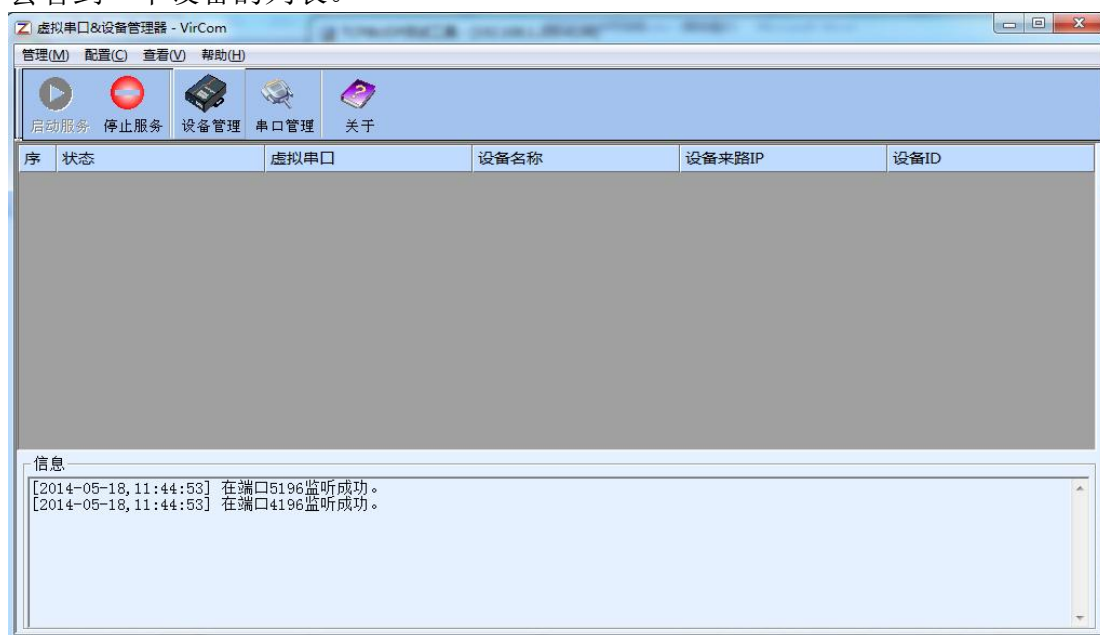 虚拟串口&设备管理器 - VirCom
管理(M) 配置(C) 查看(V) 帮助(H)
启动服务 停止服务 设备管理 串口管理 关于
序 状态 虚拟串口 设备名称 设备来路IP 设备ID
信息
[2014-05-18,11:44:53] 在端口5196监听成功。
[2014-05-18,11:44:53] 在端口4196监听成功。